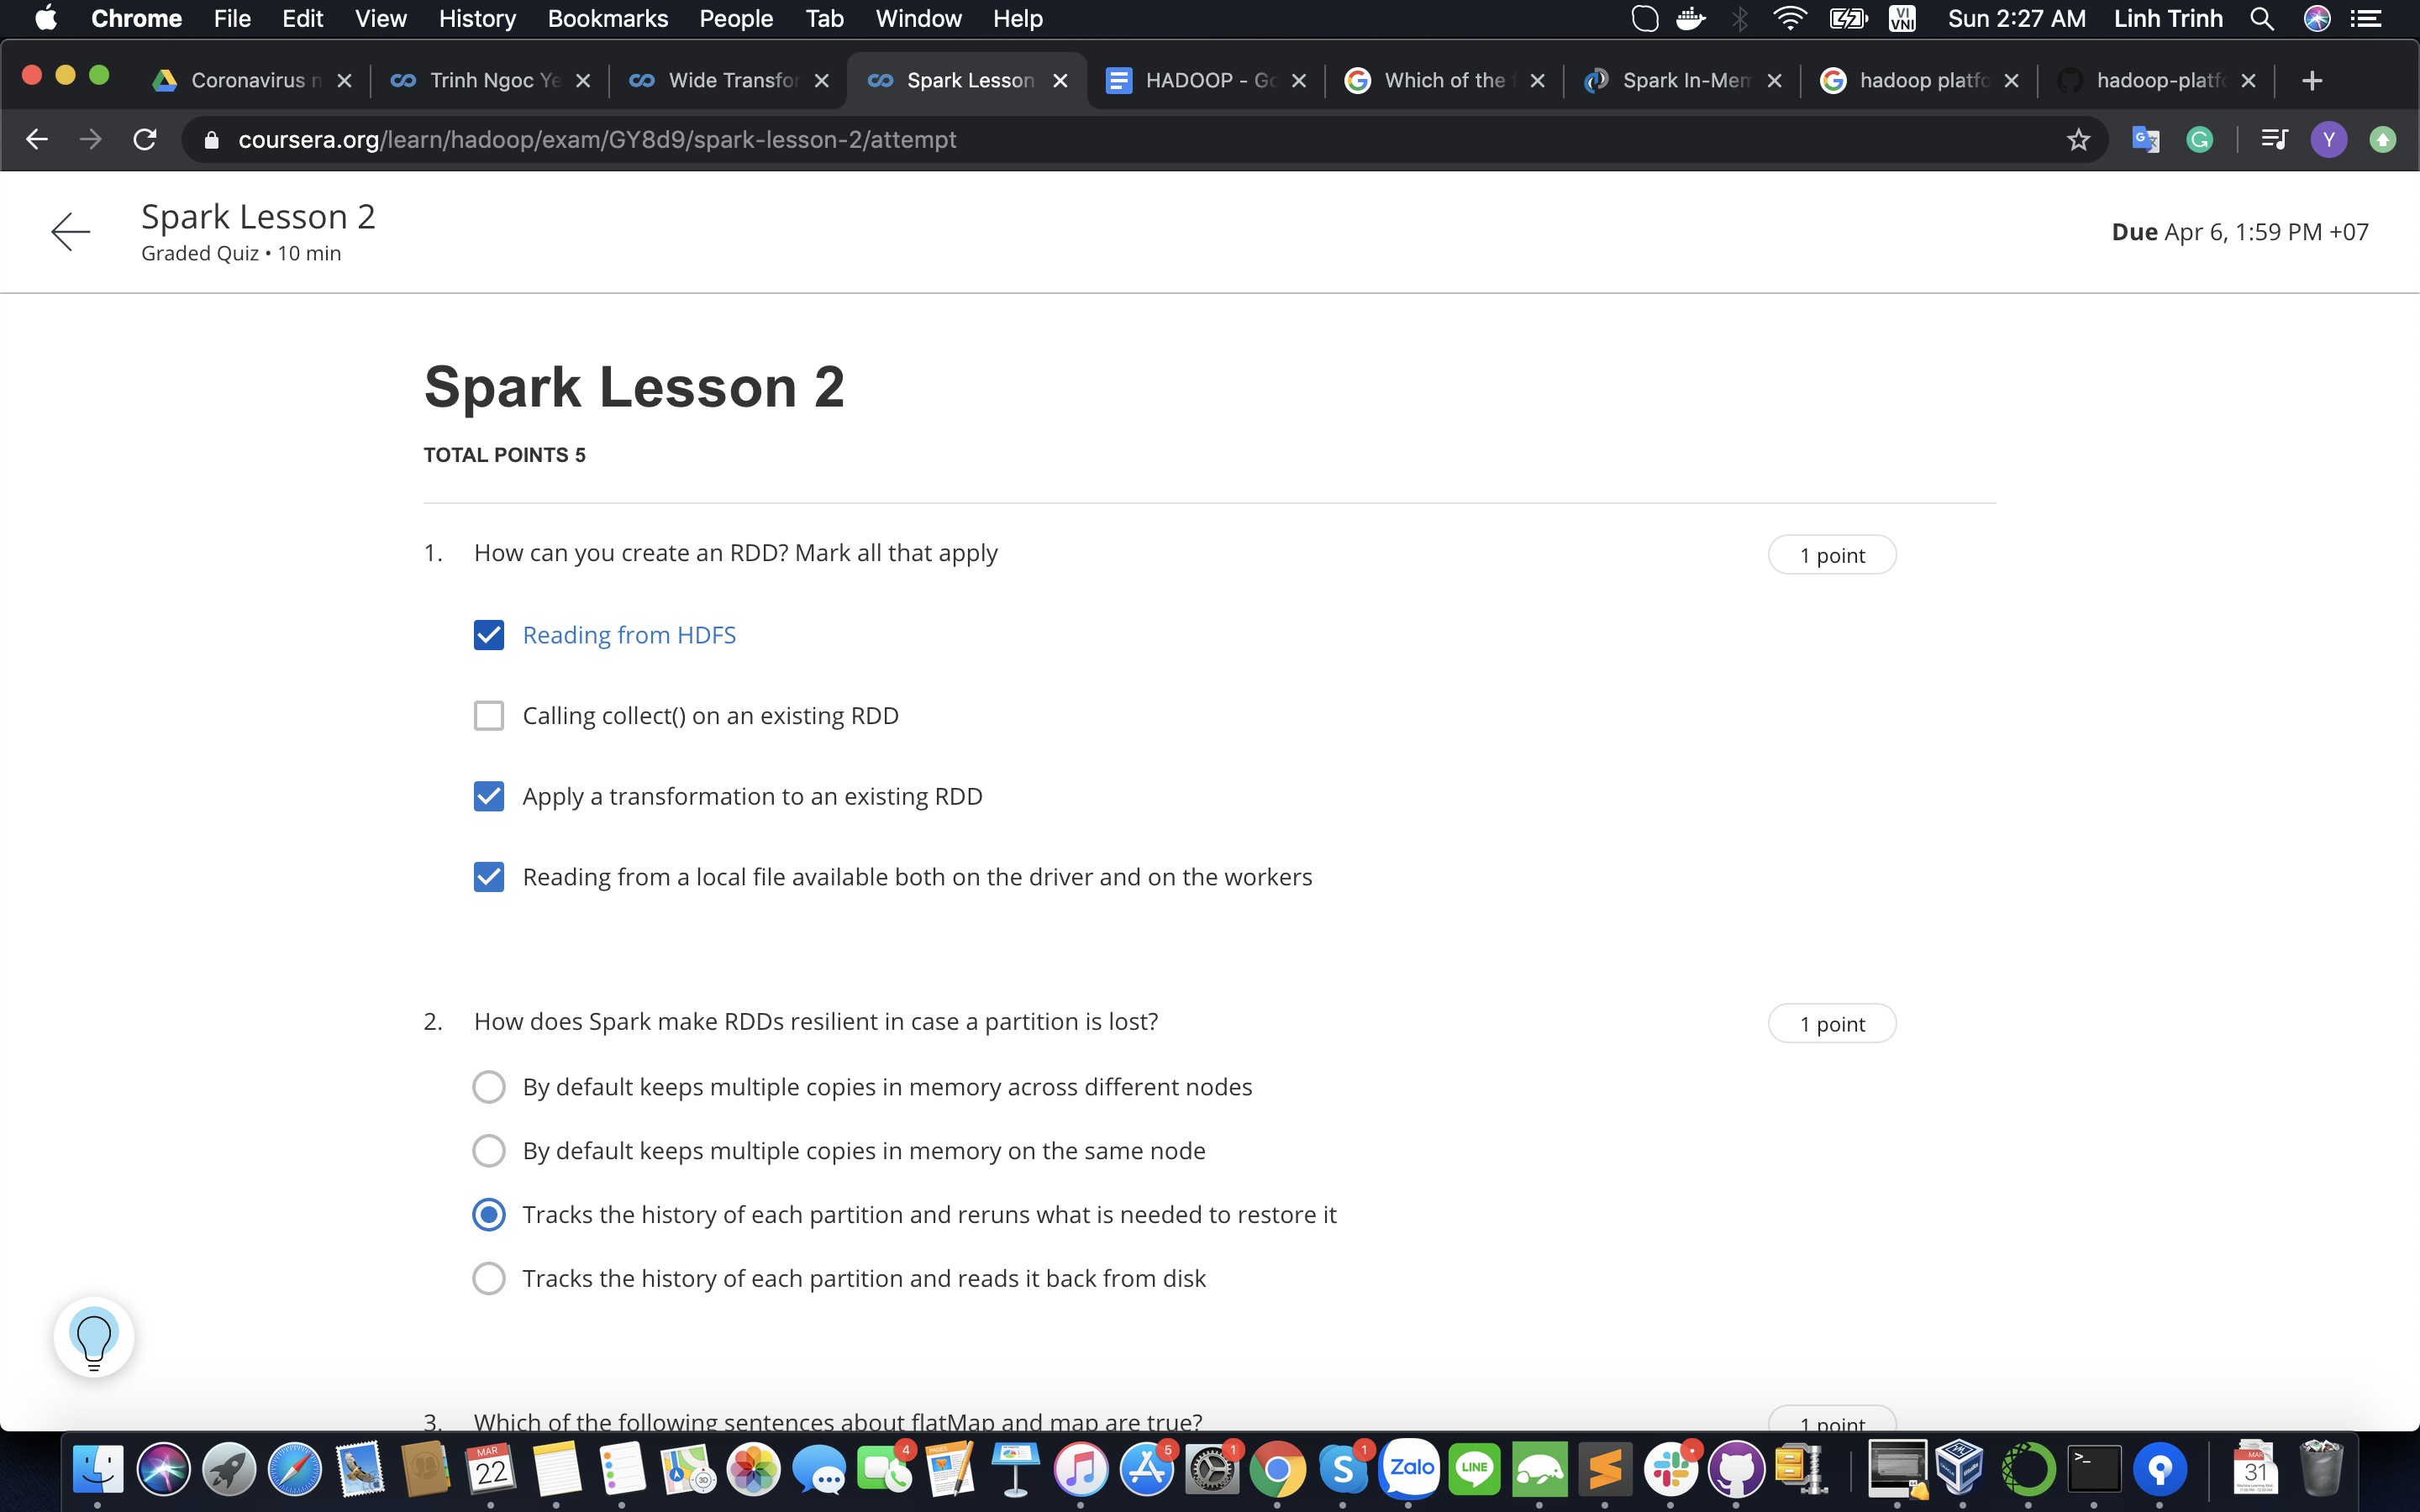 Chrome File Edit View History Bookmarks People Tab Window Help VI VNI Sun 2:27 AM Linh Trinh
Coronavirus Trinh Ngoc Wide Transfor Spark Lesson HADOOP - Which of the Spark In-Mem hadoop hadoop-platf
coursera.org/learn/hadoop/exam/GY8d9/spark-lesson-2/attempt Y
Spark Lesson 2
Graded Quiz • 10 min
Due Apr 6, 1:59 PM +07
Spark Lesson 2
TOTAL POINTS 5
1. How can you create an RDD? Mark all that apply 1 point
Reading from HDFS
Calling collect() on an existing RDD
Apply a transformation to an existing RDD
Reading from a local file available both on the driver and on the workers
2. How does Spark make RDDs resilient in case a partition is lost? 1 point
By default keeps multiple copies in memory across different nodes
By default keeps multiple copies in memory on the same node
Tracks the history of each partition and reruns what is needed to restore it
Tracks the history of each partition and reads it back from disk
3. Which of the following sentences about flatMap and map are true? 1 point
MAR 22 3D 4 PAGES 5 1 1 Zalo LINE >_ MAR 31